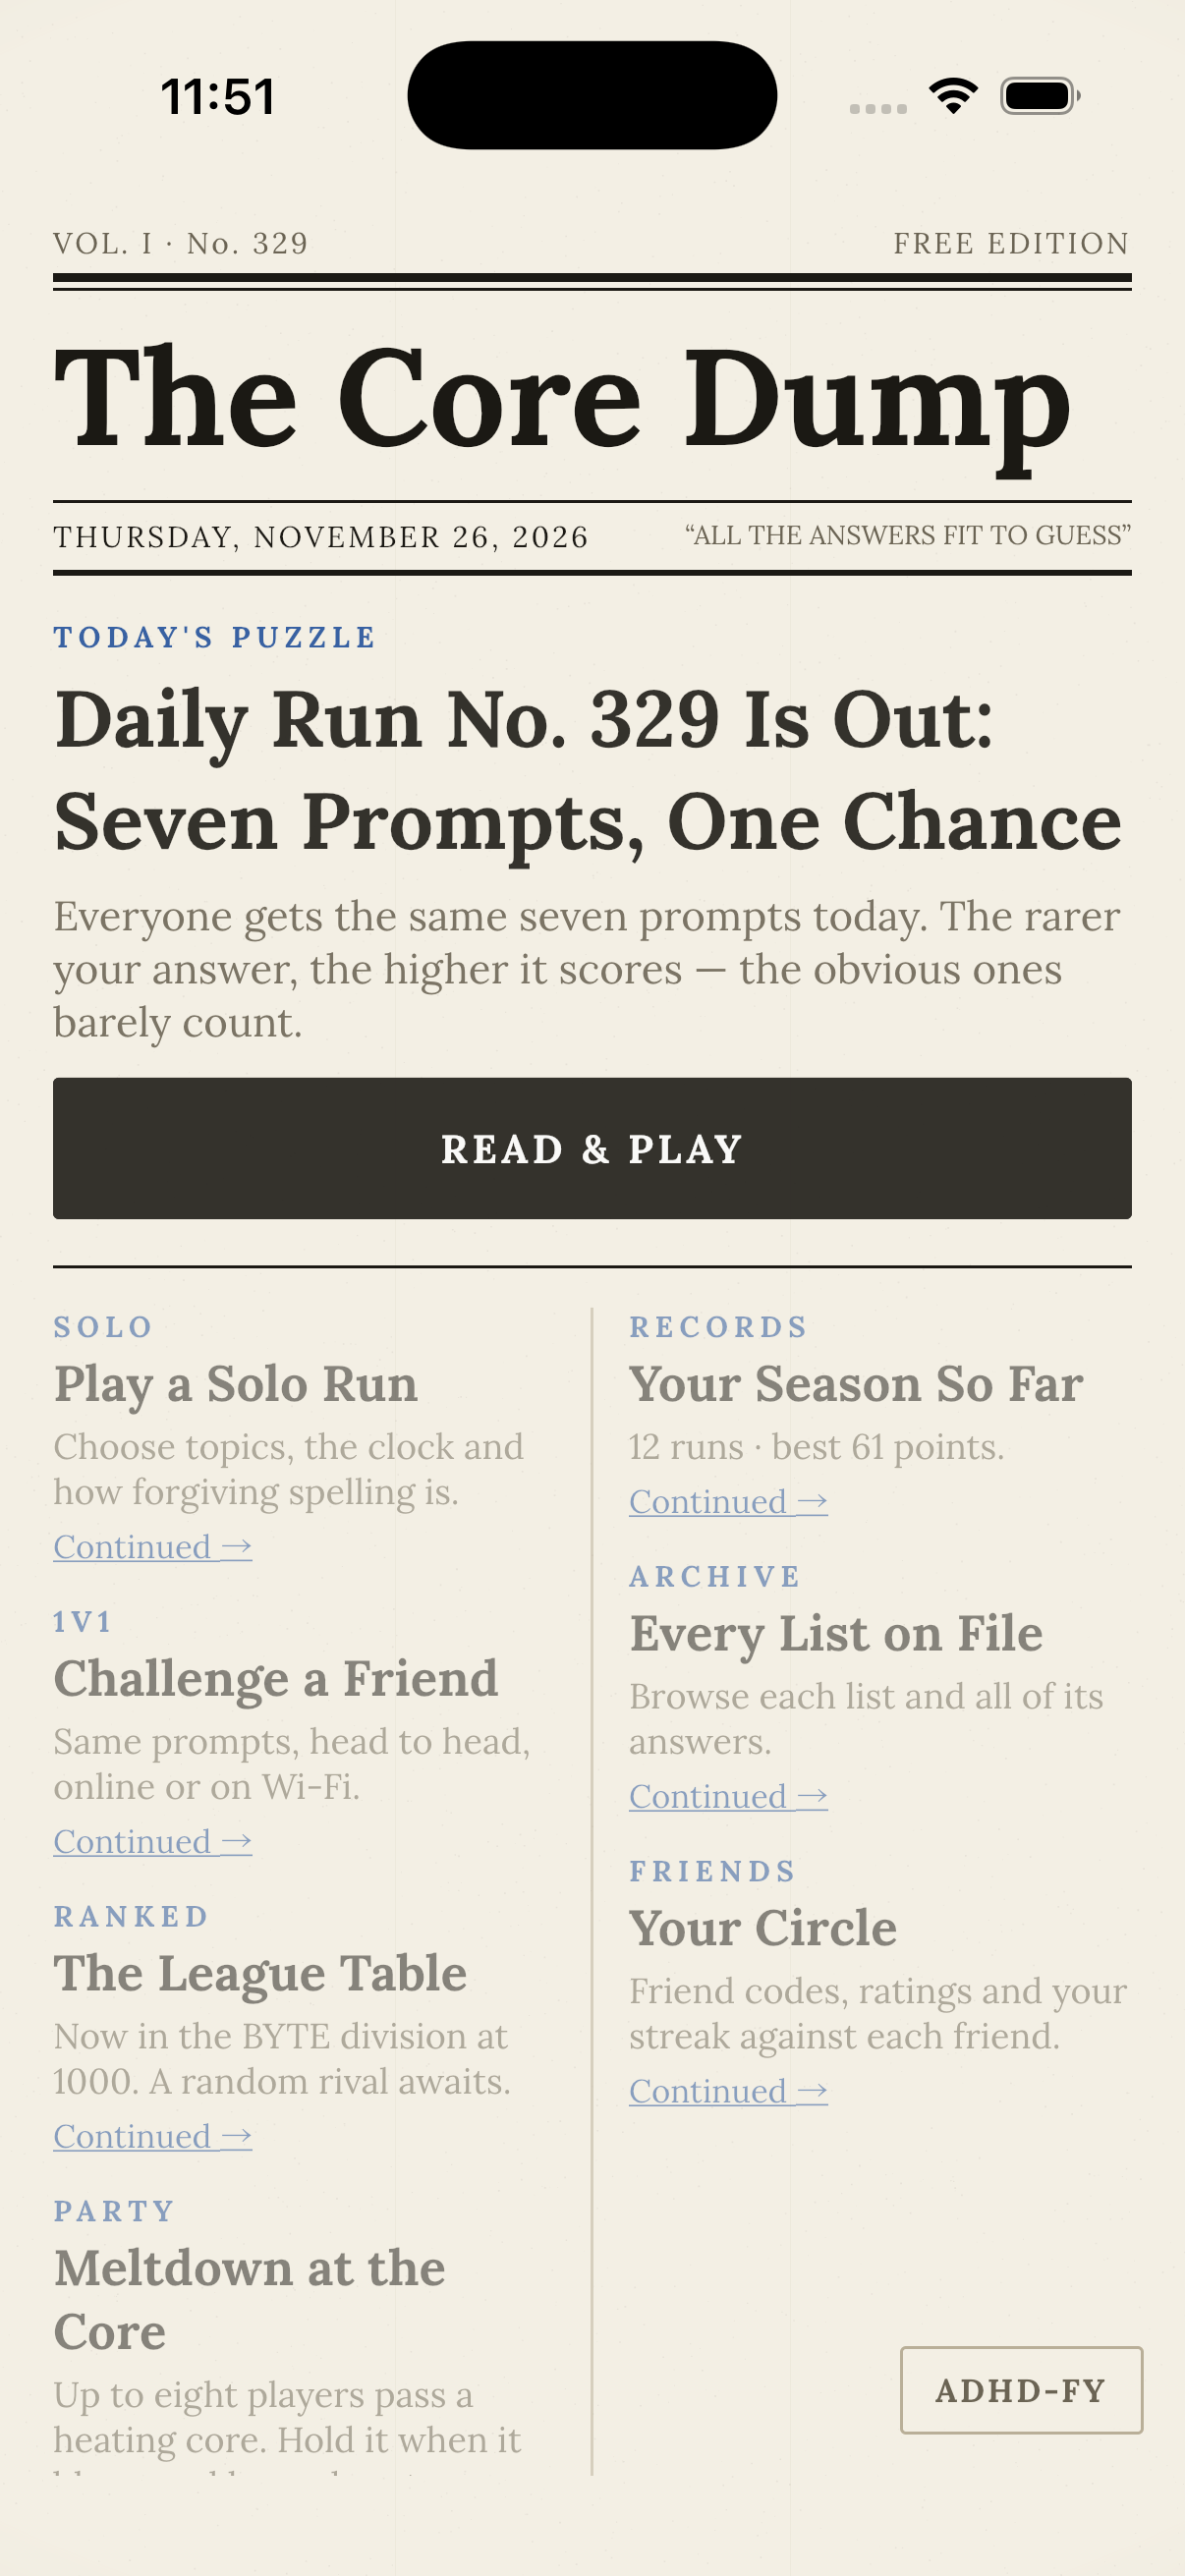 11:51
VOL. I · No. 329
FREE EDITION
The Core Dump
THURSDAY, NOVEMBER 26, 2026
“ALL THE ANSWERS FIT TO GUESS”
TODAY'S PUZZLE
Daily Run No. 329 Is Out:
Seven Prompts, One Chance
Everyone gets the same seven prompts today. The rarer
your answer, the higher it scores — the obvious ones
barely count.
READ & PLAY
SOLO
Play a Solo Run
Choose topics, the clock and
how forgiving spelling is.
Continued →
1V1
Challenge a Friend
Same prompts, head to head,
online or on Wi-Fi.
Continued →
RANKED
The League Table
Now in the BYTE division at
1000. A random rival awaits.
Continued →
PARTY
Meltdown at the
Core
Up to eight players pass a
heating core. Hold it when it
RECORDS
Your Season So Far
12 runs · best 61 points.
Continued →
ARCHIVE
Every List on File
Browse each list and all of its
answers.
Continued →
FRIENDS
Your Circle
Friend codes, ratings and your
streak against each friend.
Continued →
ADHD-FY